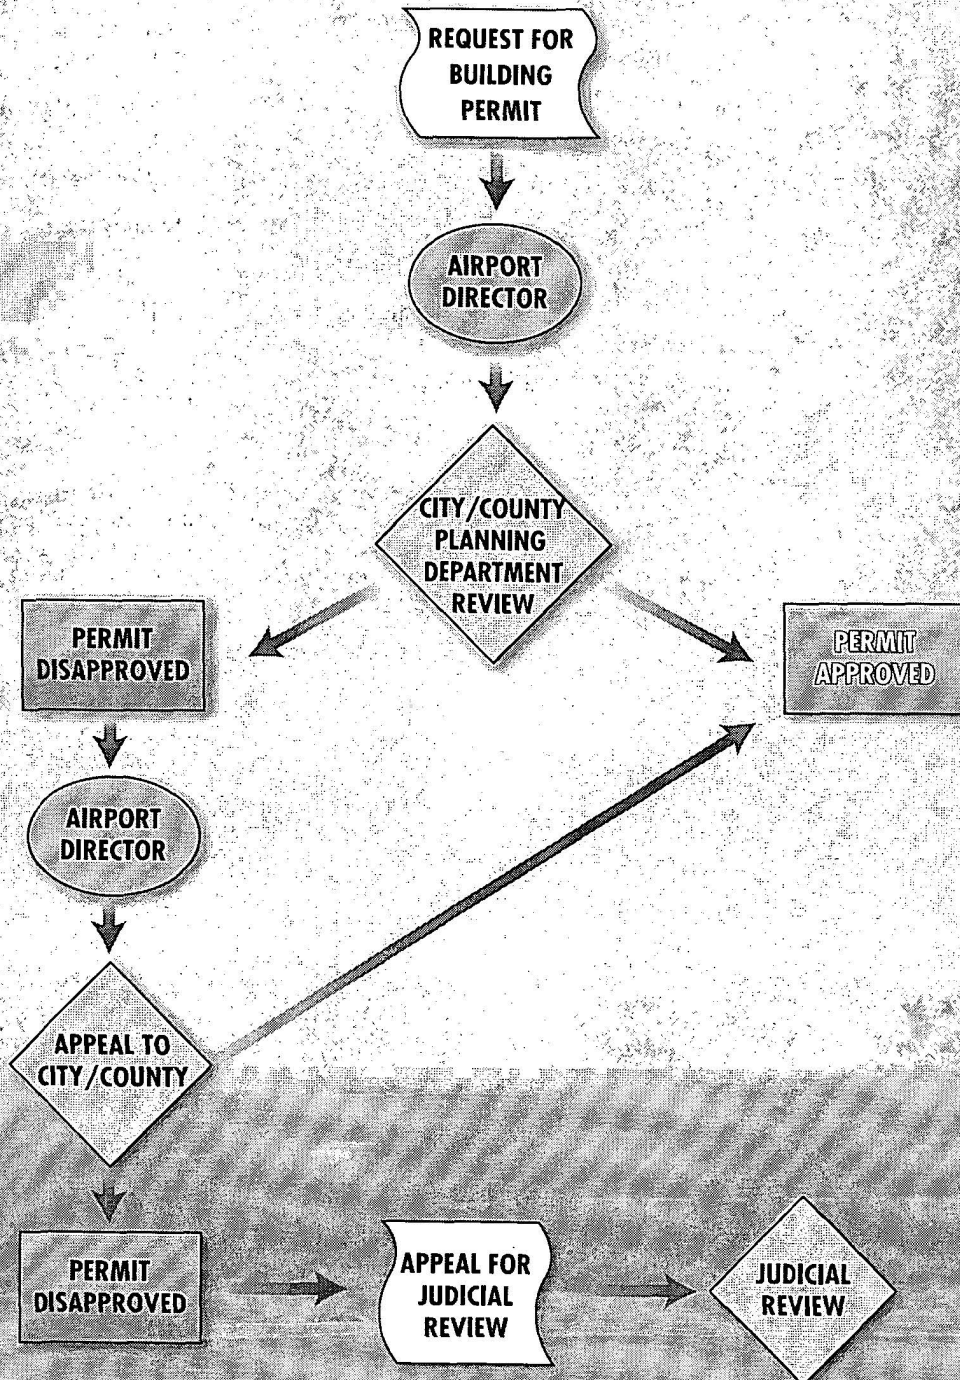 REQUEST FOR
BUILDING
PERMIT
AIRPORT
DIRECTOR
CITY/COUNTY
PLANNING
DEPARTMENT
REVIEW
PERMIT
DISAPPROVED
PERMIT
APPROVED
AIRPORT
DIRECTOR
APPEAL TO
CITY/COUNTY
PERMIT
DISAPPROVED
APPEAL FOR
JUDICIAL
REVIEW
JUDICIAL
REVIEW